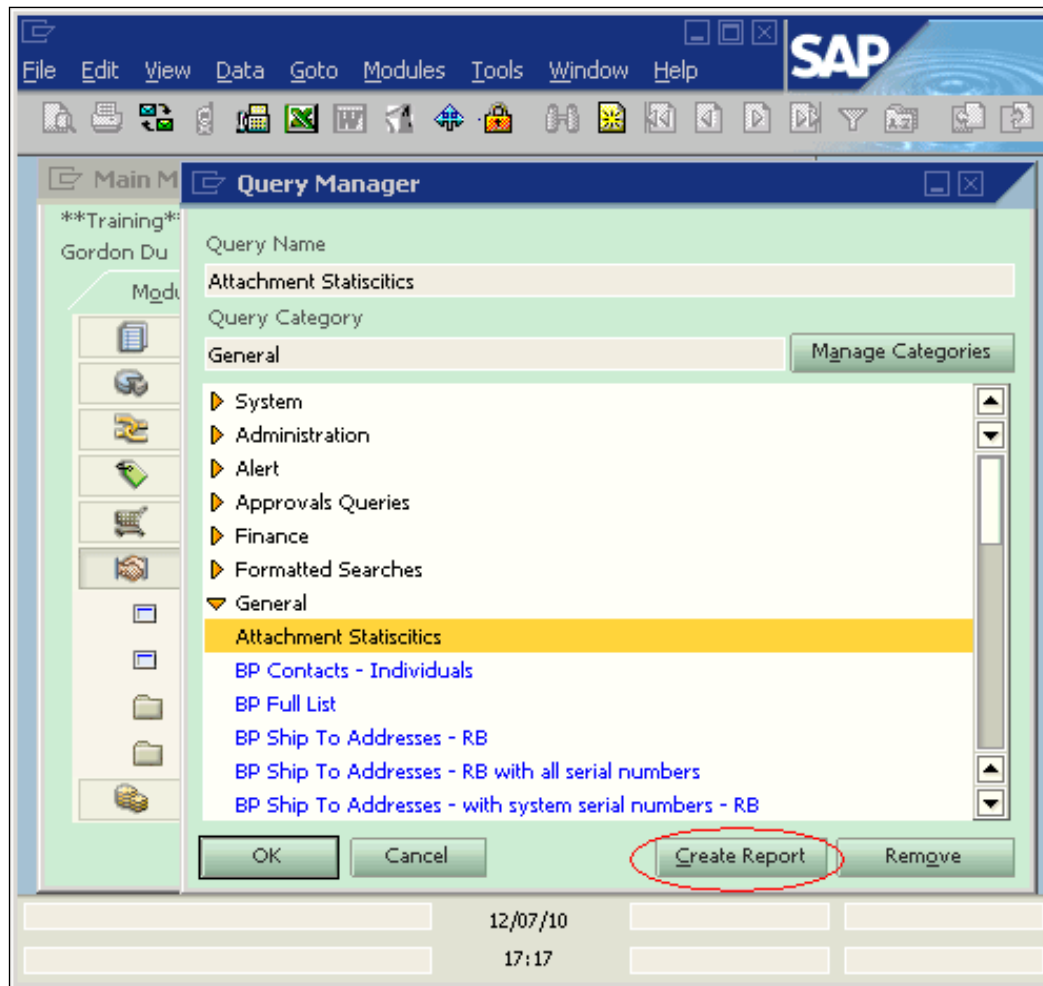 File Edit View Data Goto Modules Tools Window Help
SAP
Main M
Query Manager
**Training**
Gordon Du
Modu
Query Name
Attachment Statiscitics
Query Category
General
Manage Categories
System
Administration
Alert
Approvals Queries
Finance
Formatted Searches
General
Attachment Statiscitics
BP Contacts - Individuals
BP Full List
BP Ship To Addresses - RB
BP Ship To Addresses - RB with all serial numbers
BP Ship To Addresses - with system serial numbers - RB
OK Cancel Create Report Remove
12/07/10
17:17